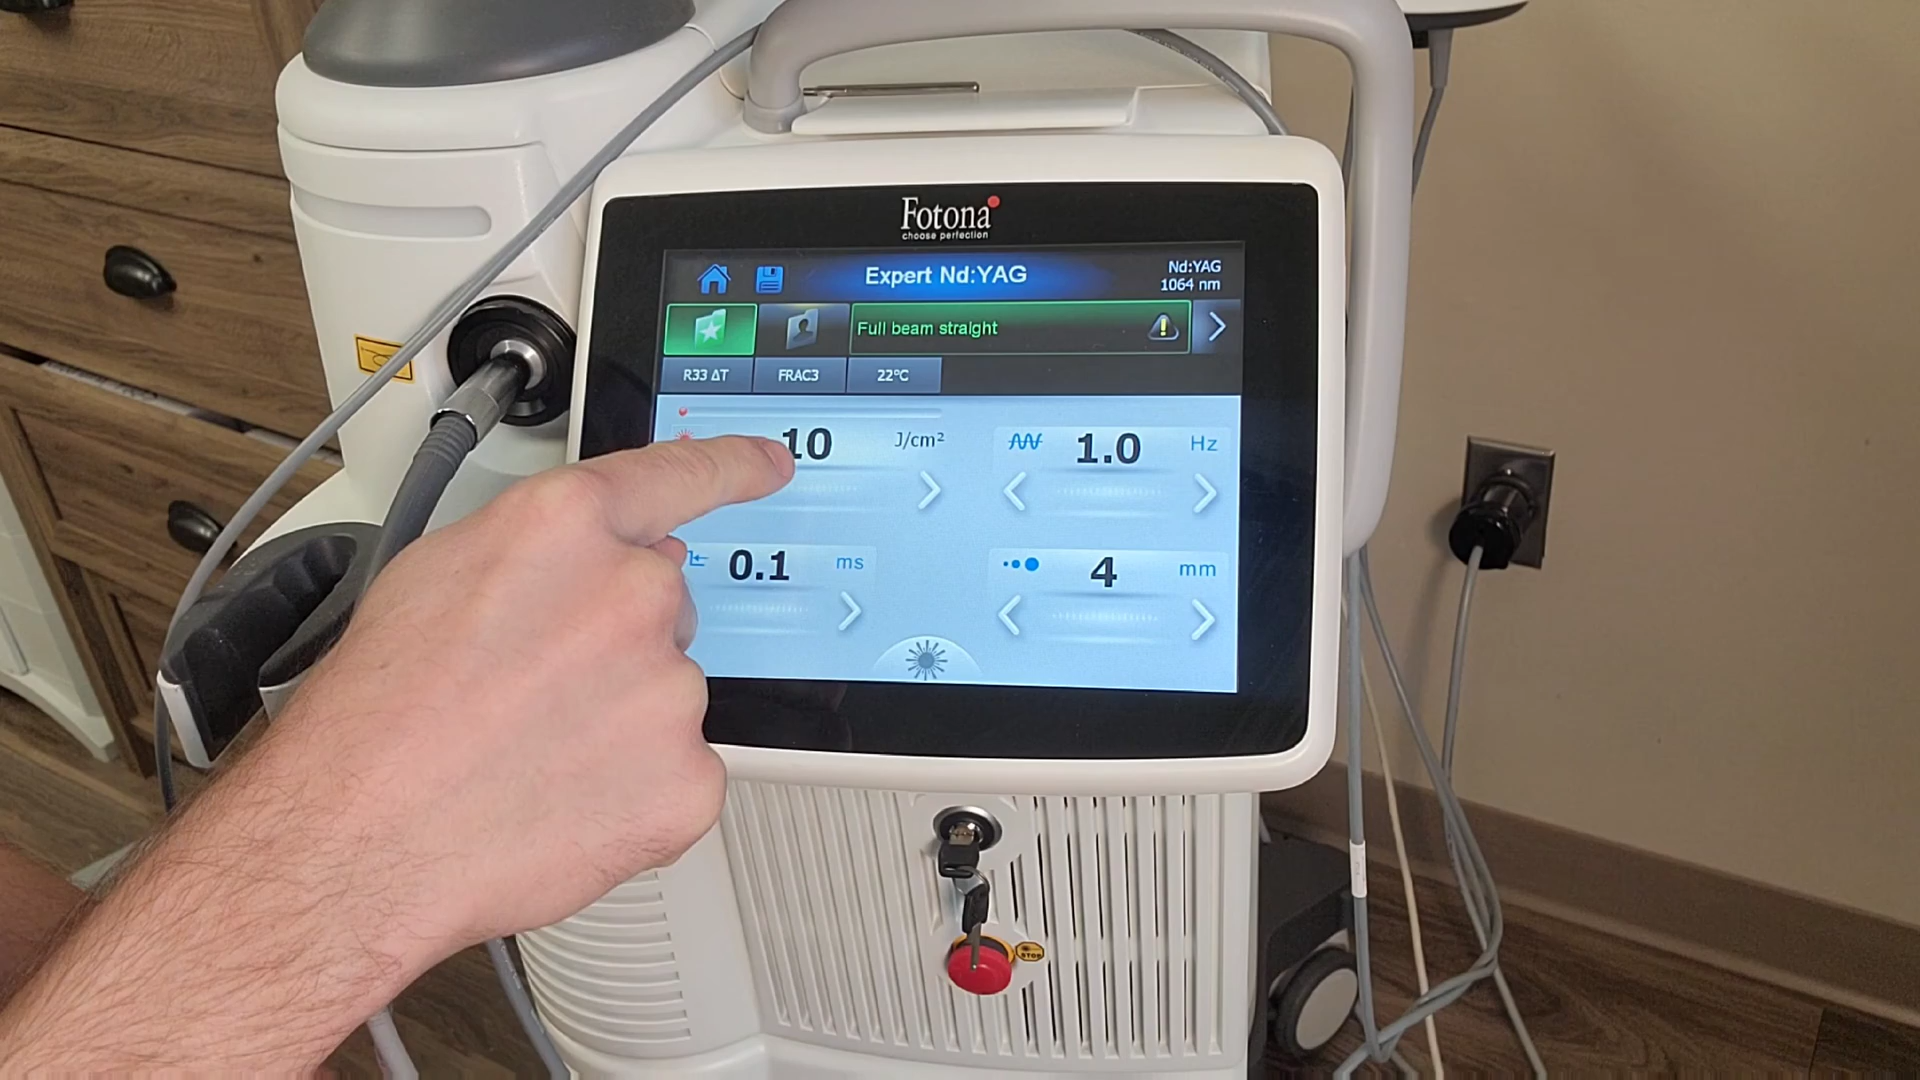 Fotona
choose perfection
Expert Nd:YAG
Nd:YAG
1064 nm
Full beam straight
R33 ΔT
FRAC3
22°C
10 J/cm²
1.0 Hz
0.1 ms
4 mm
STOP